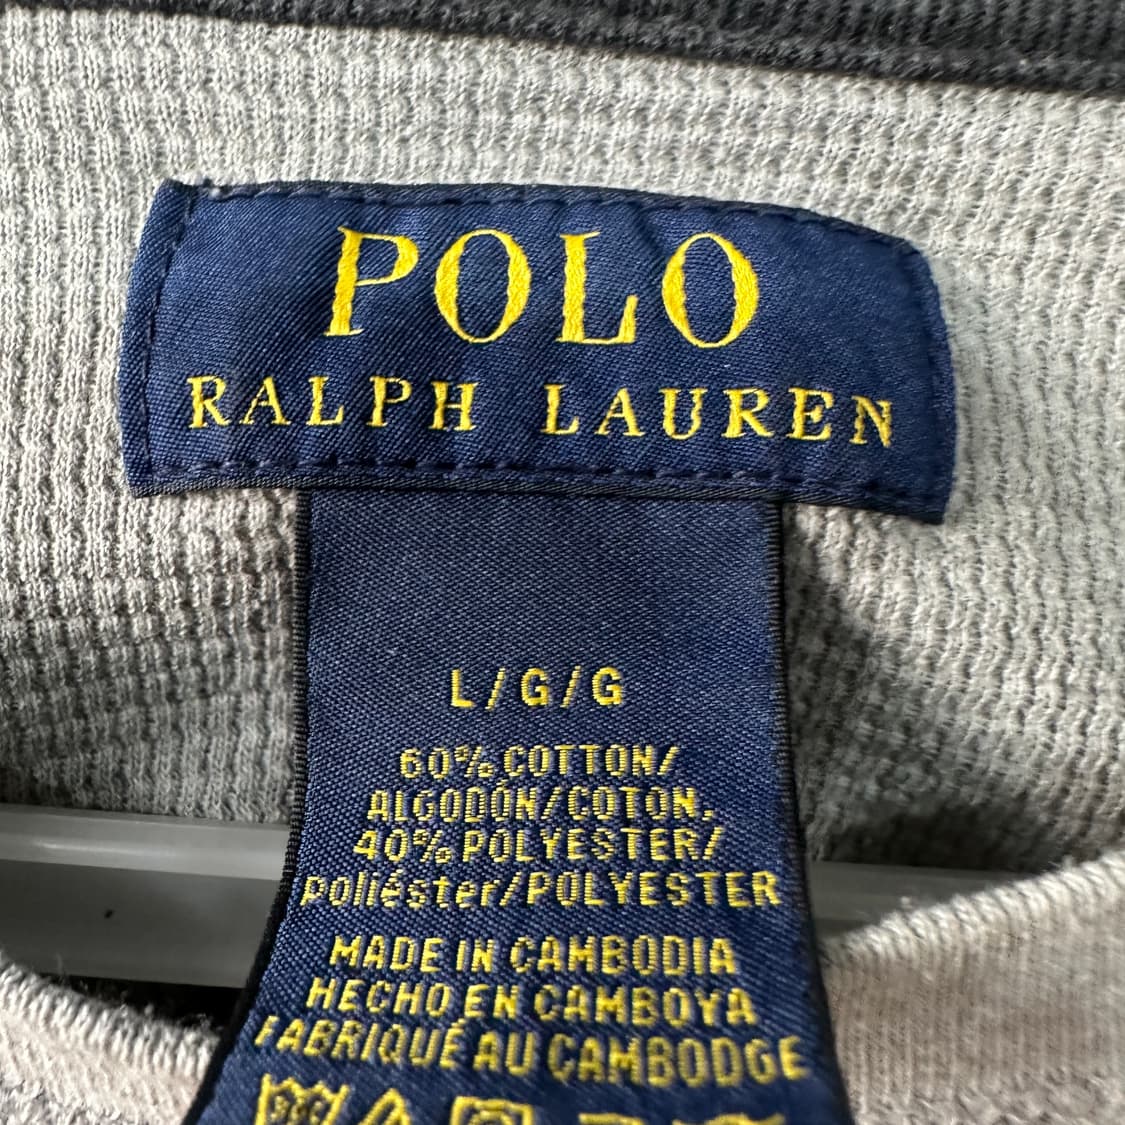 POLO
RALPH LAUREN
L/G/G
60% COTTON/
ALGODÓN/COTON,
40% POLYESTER/
poliéster/POLYESTER
MADE IN CAMBODIA
HECHO EN CAMBOYA
FABRIQUÉ AU CAMBODGE